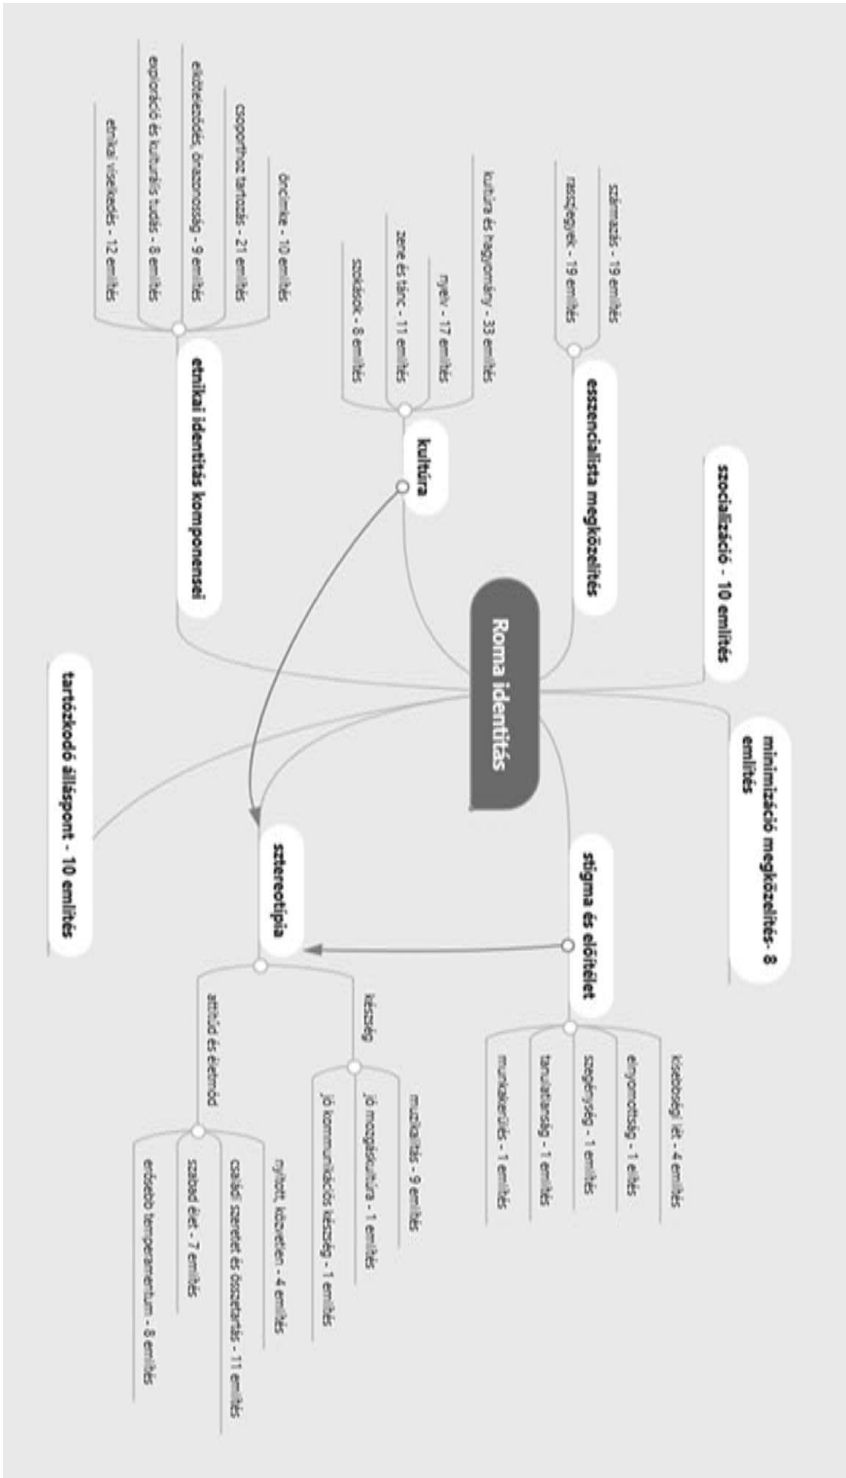 szocializáció - 10 említés
minimizáció megközelítés- 8
említés
származás - 19 említés
rasszjegyek - 19 említés
esszencialista megközelítés
Roma identitás
kultúra és hagyomány - 33 említés
nyelv - 17 említés
zene és tánc - 11 említés
szokások - 8 említés
kultúra
öncímke - 10 említés
csoporthoz tartozás - 21 említés
elköteleződés, önazonosság - 9 említés
exploráció és kulturális tudás - 8 említés
etnikai viselkedés - 12 említés
etnikai identitás komponensei
stigma és előítélet
kisebbségi lét - 4 említés
elnyomottság - 1 elítés
szegénység - 1 említés
tanulatlanság - 1 említés
munkakerülés - 1 említés
sztereotípia
készség
muzikalitás - 9 említés
jó mozgáskultúra - 1 említés
jó kommunikációs készség - 1 említés
attitűd és életmód
nyitott, közvetlen - 4 említés
családi szeretet és összetartás - 11 említés
szabad élet - 7 említés
erősebb temperamentum - 8 említés
tartózkodó álláspont - 10 említés